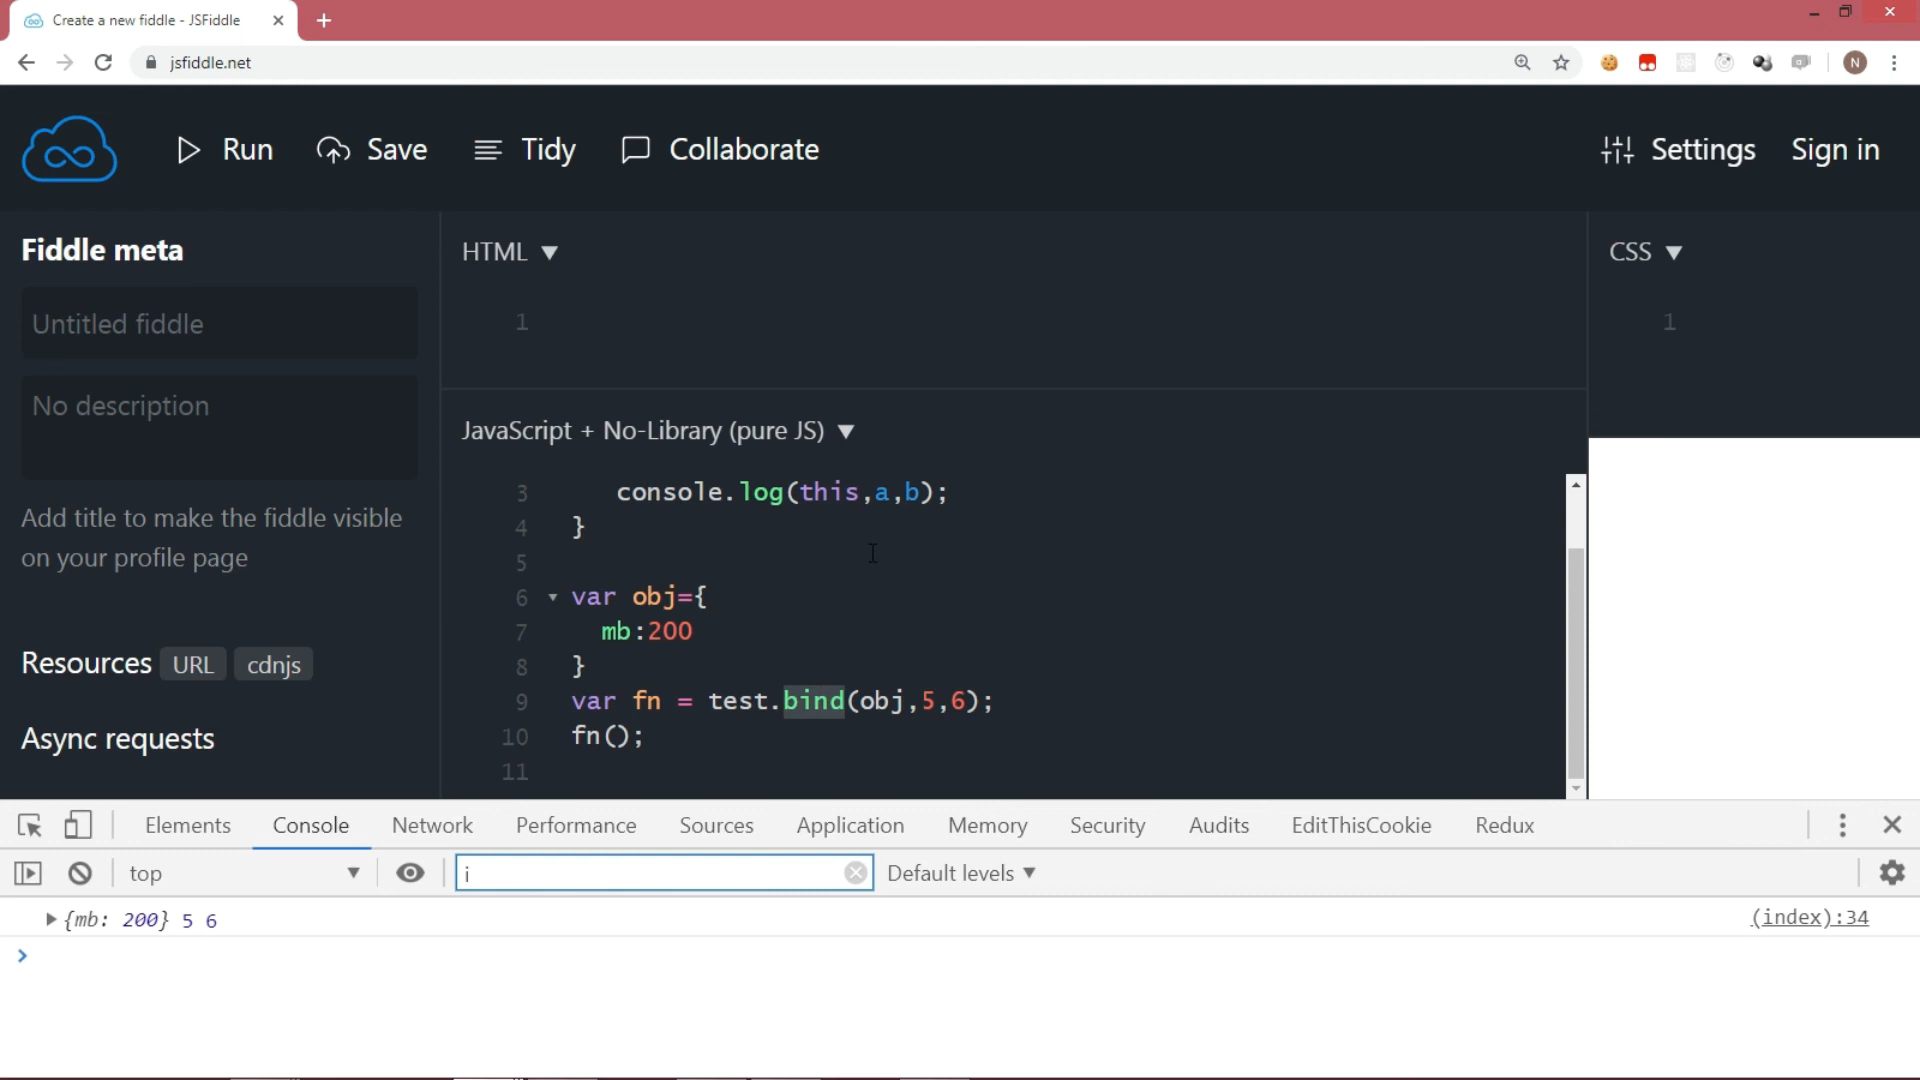 Create a new fiddle - JSFiddle
jsfiddle.net
N
Run Save Tidy Collaborate Settings Sign in
Fiddle meta
Untitled fiddle
No description
Add title to make the fiddle visible
on your profile page
Resources URL cdnjs
Async requests
HTML
1
CSS
1
JavaScript + No-Library (pure JS)
3 console.log(this,a,b);
4 }
5
6 var obj={
7 mb:200
8 }
9 var fn = test.bind(obj,5,6);
10 fn();
11
Elements Console Network Performance Sources Application Memory Security Audits EditThisCookie Redux
top i Default levels
{mb: 200} 5 6 (index):34